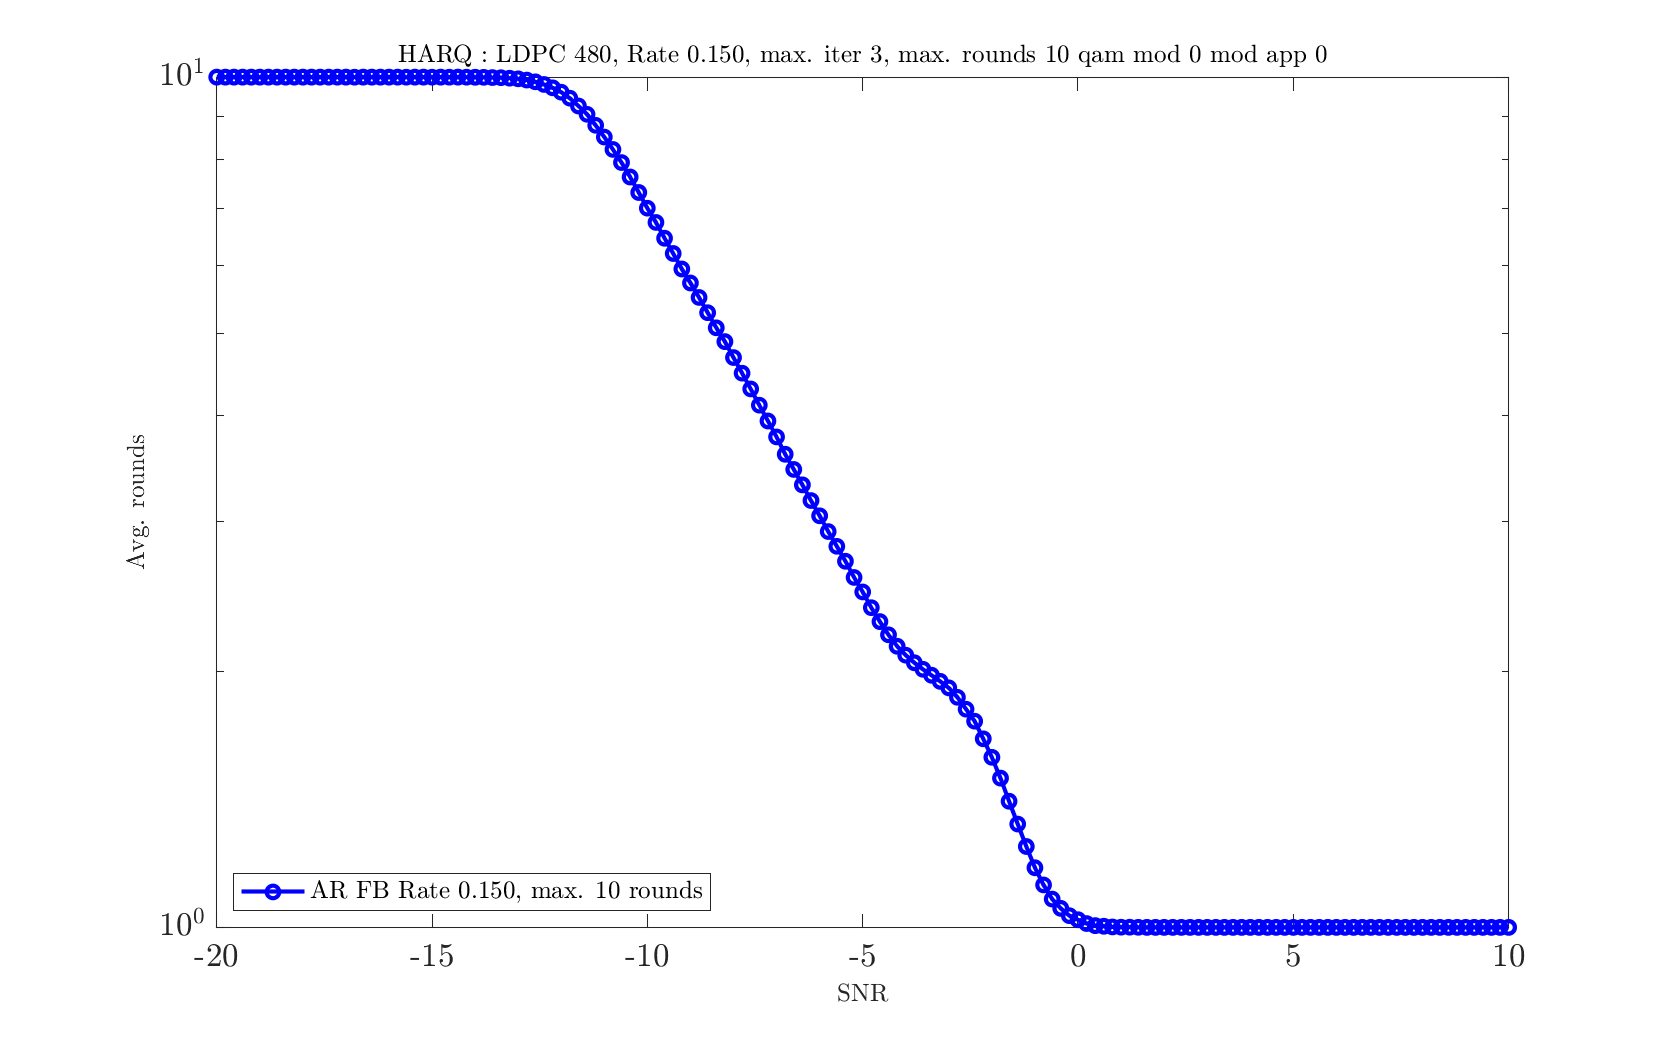 HARQ : LDPC 480, Rate 0.150, max. iter 3, max. rounds 10 qam mod 0 mod app 0
10^1
Avg. rounds
AR FB Rate 0.150, max. 10 rounds
10^0
-20 -15 -10 -5 0 5 10
SNR